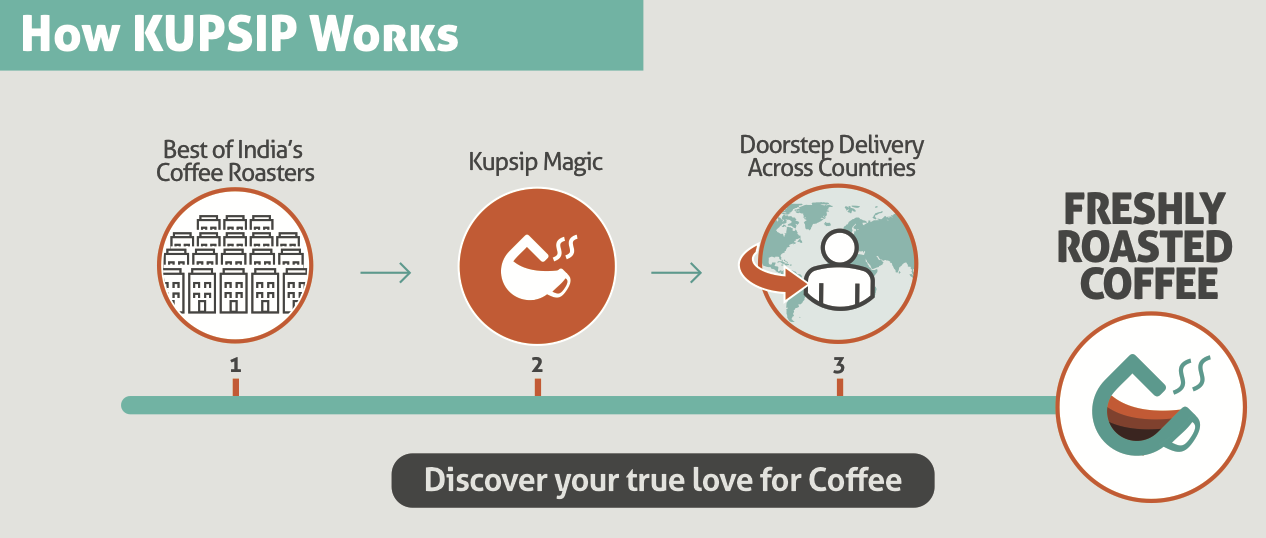 How KUPSIP Works
Best of India's
Coffee Roasters
Kupsip Magic
Doorstep Delivery
Across Countries
1
2
3
FRESHLY
ROASTED
COFFEE
Discover your true love for Coffee